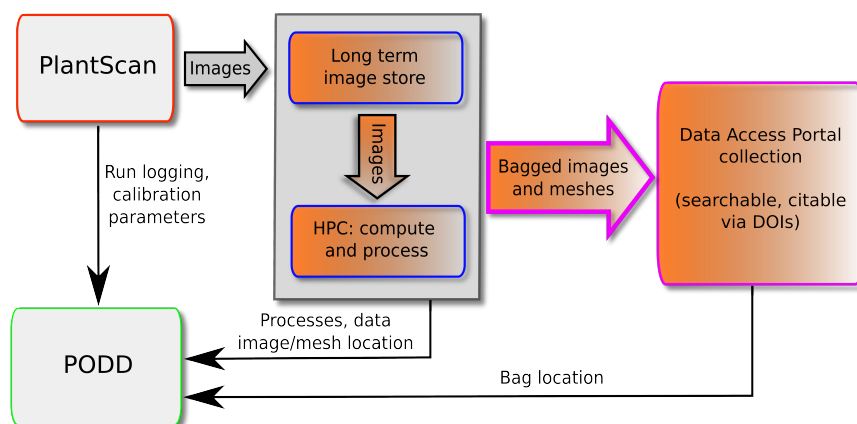 PlantScan
Images
Long term
image store
Images
HPC: compute
and process
Bagged images
and meshes
Data Access Portal
collection
(searchable, citable
via DOIs)
Run logging,
calibration
parameters
PODD
Processes, data
image/mesh location
Bag location